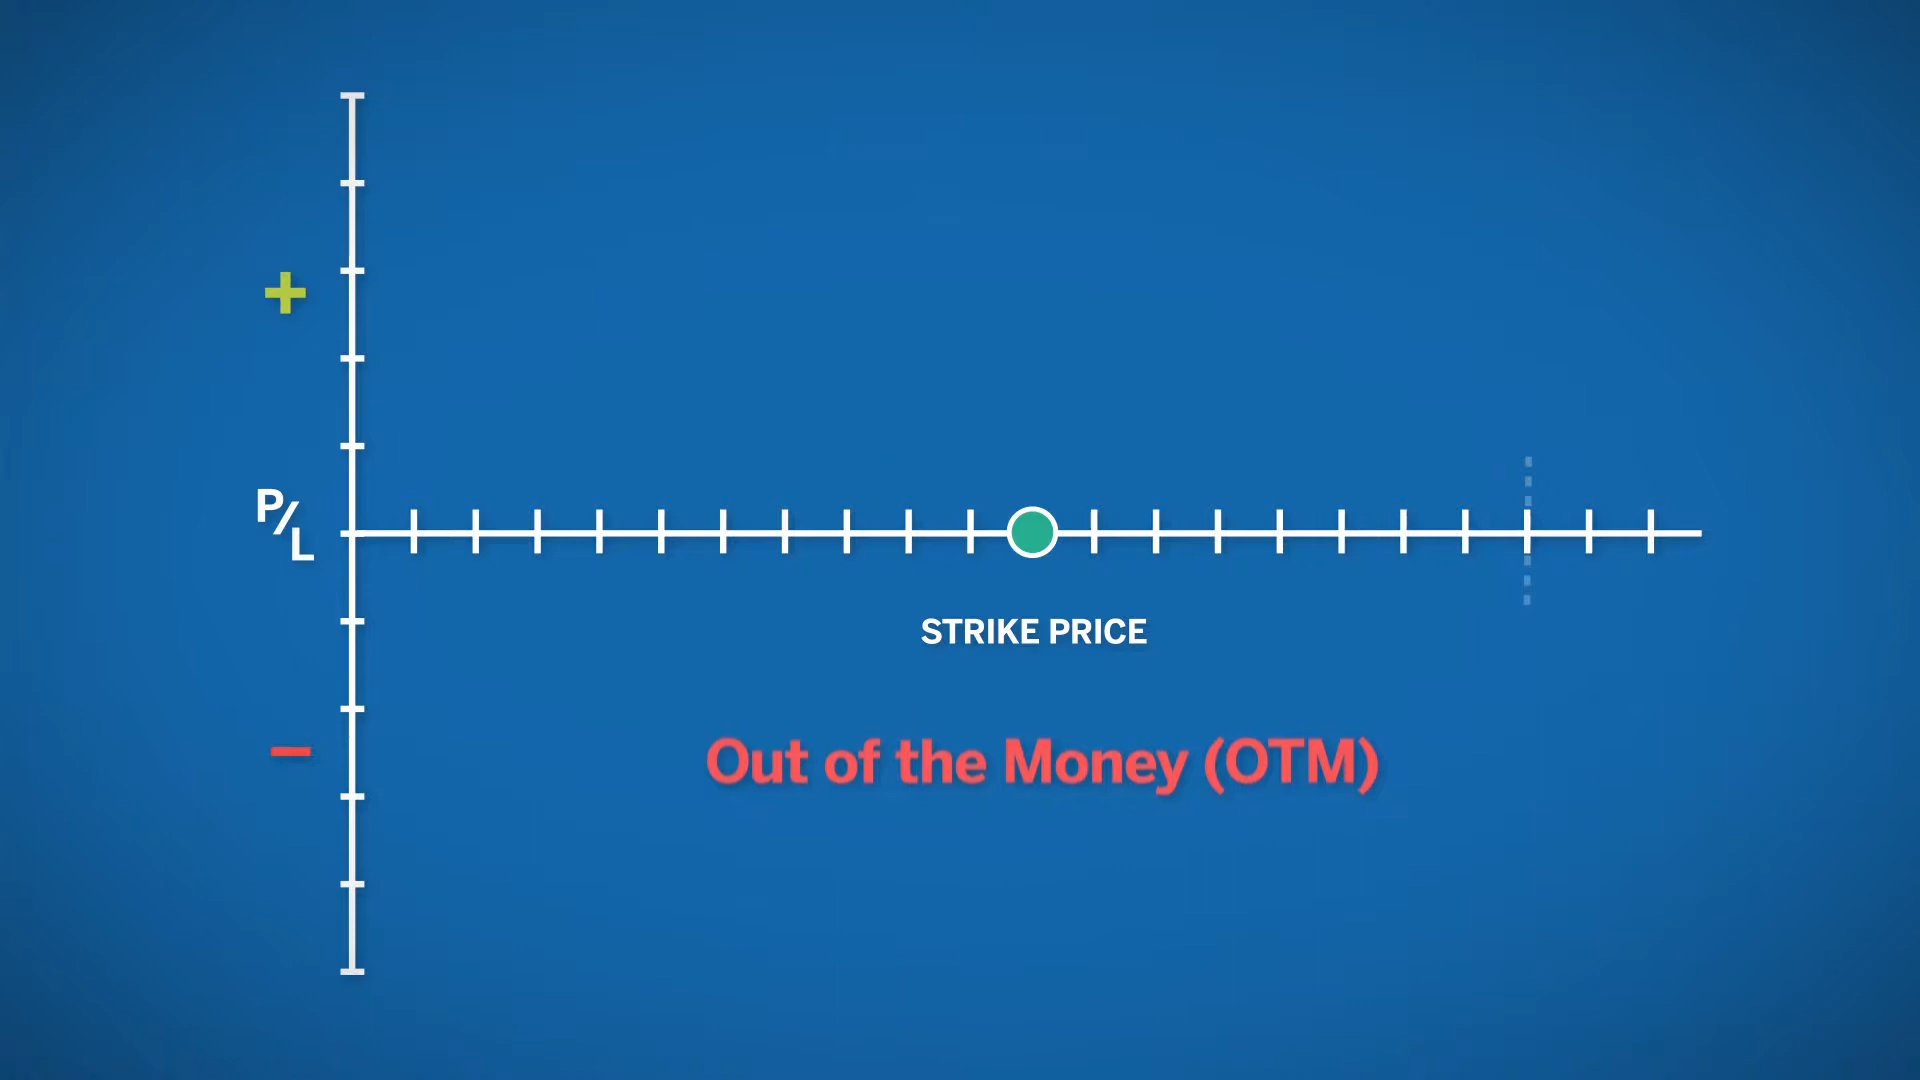 +
P/L
STRIKE PRICE
–
Out of the Money (OTM)